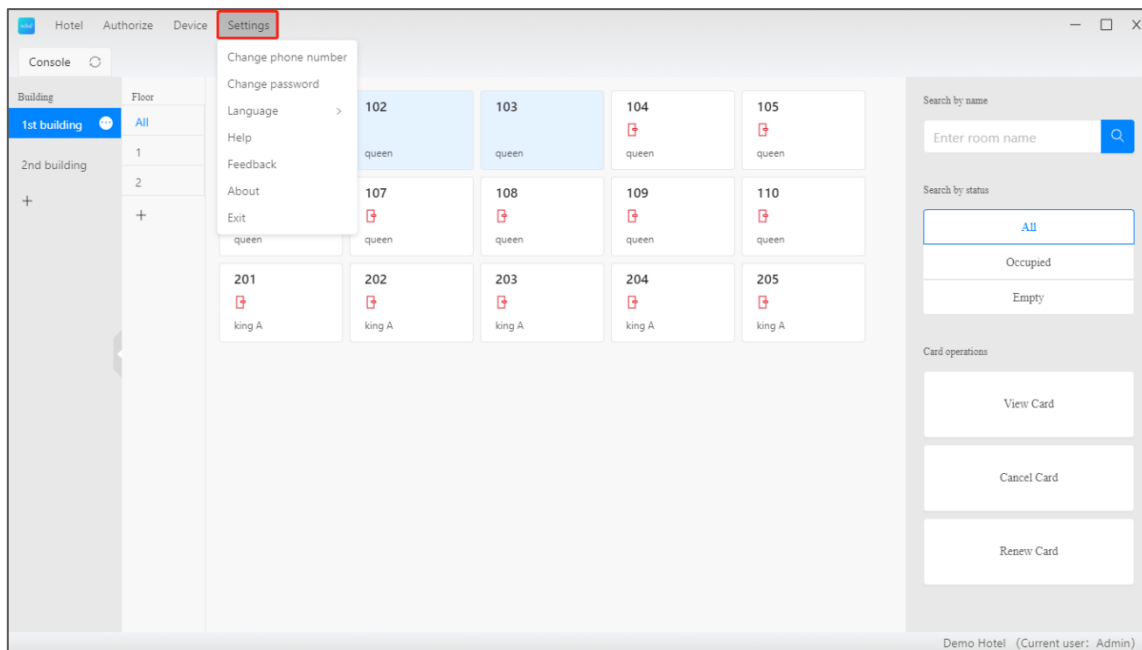 Hotel Authorize Device Settings
Console
Building
1st building
2nd building
+
Floor
All
1
2
+
Change phone number
Change password
Language >
Help
Feedback
About
Exit
102
queen
103
queen
104
queen
105
queen
queen
107
queen
108
queen
109
queen
110
queen
201
king A
202
king A
203
king A
204
king A
205
king A
Search by name
Enter room name
Search by status
All
Occupied
Empty
Card operations
View Card
Cancel Card
Renew Card
Demo Hotel (Current user: Admin)